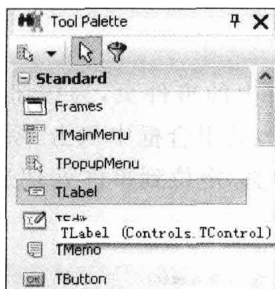 Tool Palette
Standard
Frames
TMainMenu
TPopupMenu
TLabel
TLabel (Controls.TControl)
TMemo
TButton